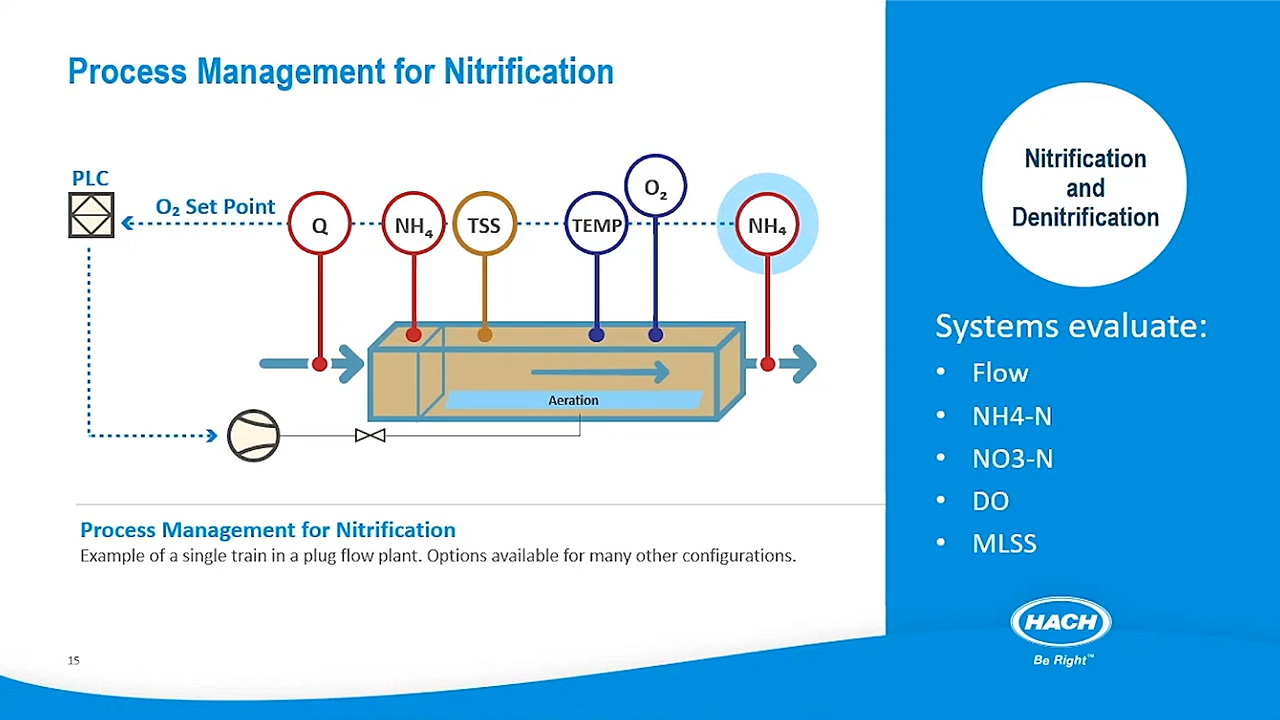 Process Management for Nitrification
PLC
O₂ Set Point
Q
NH₄
TSS
TEMP
O₂
NH₄
Aeration
Process Management for Nitrification
Example of a single train in a plug flow plant. Options available for many other configurations.
15
Nitrification
and
Denitrification
Systems evaluate:
• Flow
• NH4-N
• NO3-N
• DO
• MLSS
HACH
Be Right™